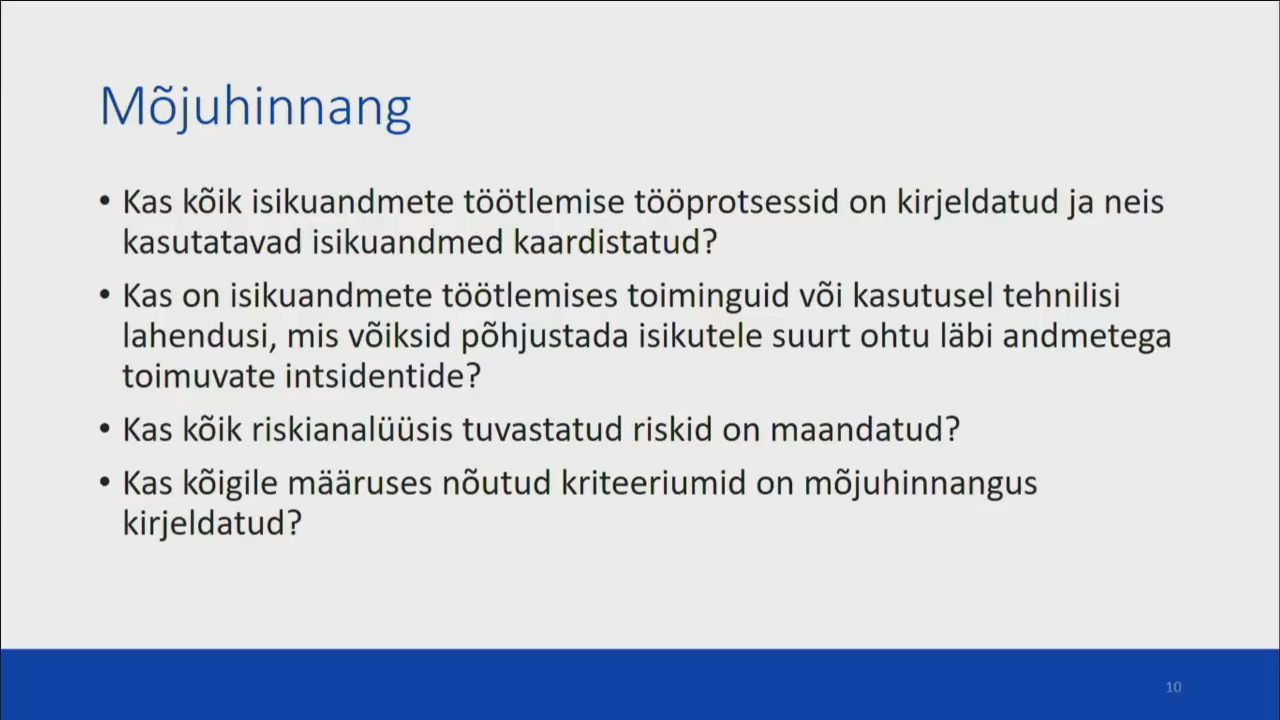 Mõjuhinnang
• Kas kõik isikuandmete töötlemise tööprotsessid on kirjeldatud ja neis
kasutatavad isikuandmed kaardistatud?
• Kas on isikuandmete töötlemises toiminguid või kasutusel tehnilisi
lahendusi, mis võiksid põhjustada isikutele suurt ohtu läbi andmetega
toimuvate intsidentide?
• Kas kõik riskianalüüsis tuvastatud riskid on maandatud?
• Kas kõigile määruses nõutud kriteeriumid on mõjuhinnangus
kirjeldatud?
10